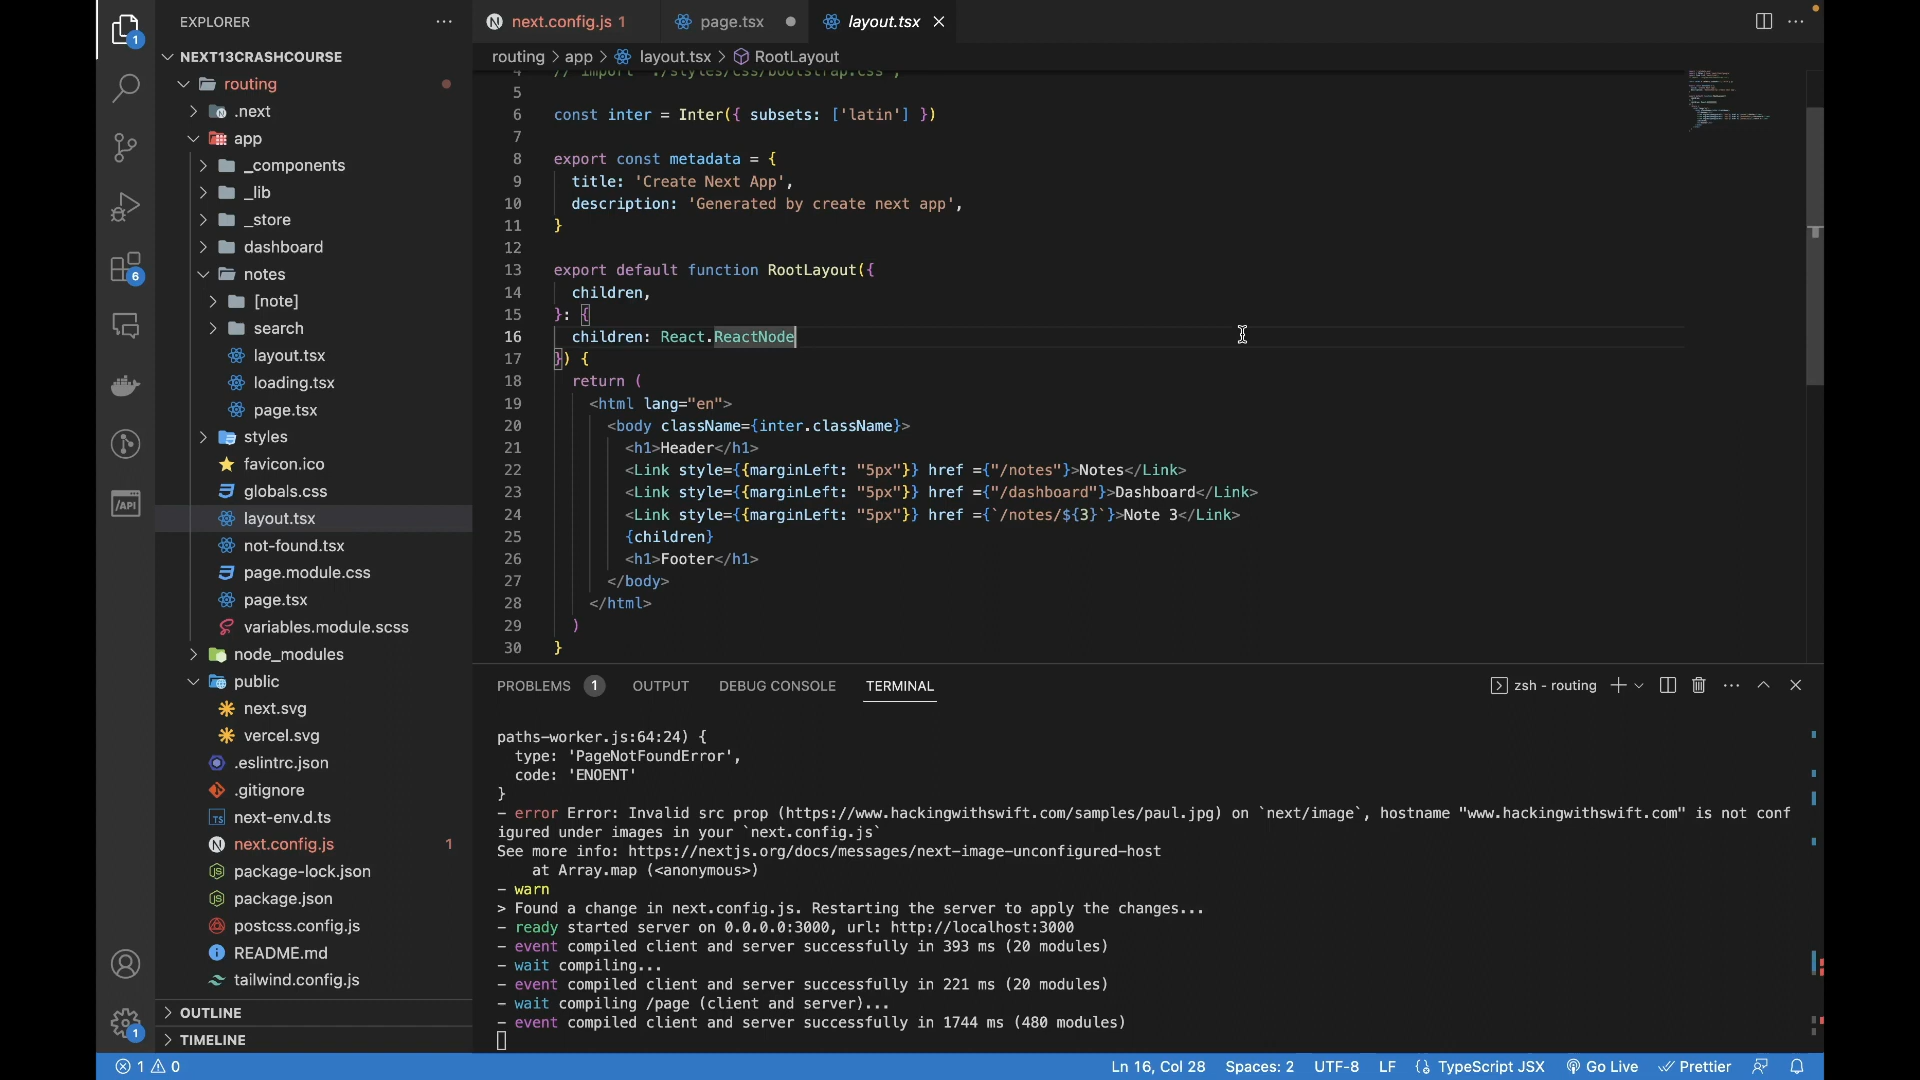 EXPLORER
NEXT13CRASHCOURSE
routing
.next
app
_components
_lib
_store
dashboard
notes
[note]
search
layout.tsx
loading.tsx
page.tsx
styles
favicon.ico
globals.css
layout.tsx
not-found.tsx
page.module.css
page.tsx
variables.module.scss
node_modules
public
next.svg
vercel.svg
.eslintrc.json
.gitignore
next-env.d.ts
next.config.js 1
package-lock.json
package.json
postcss.config.js
README.md
tailwind.config.js
OUTLINE
TIMELINE
1
6
API
1
next.config.js 1
page.tsx
layout.tsx
routing > app > layout.tsx > RootLayout
4 // import './styles/css/bootstrap.css';
5
6 const inter = Inter({ subsets: ['latin'] })
7
8 export const metadata = {
9 title: 'Create Next App',
10 description: 'Generated by create next app',
11 }
12
13 export default function RootLayout({
14 children,
15 }: {
16 children: React.ReactNode
17 }) {
18 return (
19 <html lang="en">
20 <body className={inter.className}>
21 <h1>Header</h1>
22 <Link style={{marginLeft: "5px"}} href ={"/notes"}>Notes</Link>
23 <Link style={{marginLeft: "5px"}} href ={"/dashboard"}>Dashboard</Link>
24 <Link style={{marginLeft: "5px"}} href ={`/notes/${3}`}>Note 3</Link>
25 {children}
26 <h1>Footer</h1>
27 </body>
28 </html>
29 )
30 }
PROBLEMS 1 OUTPUT DEBUG CONSOLE TERMINAL
zsh - routing
paths-worker.js:64:24) {
type: 'PageNotFoundError',
code: 'ENOENT'
}
- error Error: Invalid src prop (https://www.hackingwithswift.com/samples/paul.jpg) on `next/image`, hostname "www.hackingwithswift.com" is not conf
igured under images in your `next.config.js`
See more info: https://nextjs.org/docs/messages/next-image-unconfigured-host
at Array.map (<anonymous>)
- warn
> Found a change in next.config.js. Restarting the server to apply the changes...
- ready started server on 0.0.0.0:3000, url: http://localhost:3000
- event compiled client and server successfully in 393 ms (20 modules)
- wait compiling...
- event compiled client and server successfully in 221 ms (20 modules)
- wait compiling /page (client and server)...
- event compiled client and server successfully in 1744 ms (480 modules)
1 0
Ln 16, Col 28 Spaces: 2 UTF-8 LF {} TypeScript JSX Go Live Prettier